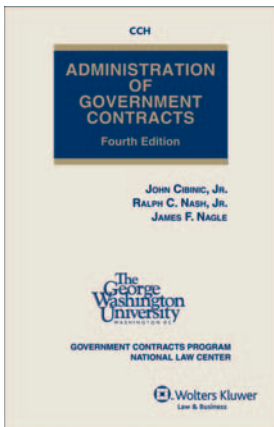 CCH
ADMINISTRATION
OF
GOVERNMENT
CONTRACTS
Fourth Edition
JOHN CIBINIC, JR.
RALPH C. NASH, JR.
JAMES F. NAGLE
The
George
Washington
University
WASHINGTON DC
GOVERNMENT CONTRACTS PROGRAM
NATIONAL LAW CENTER
Wolters Kluwer
Law & Business